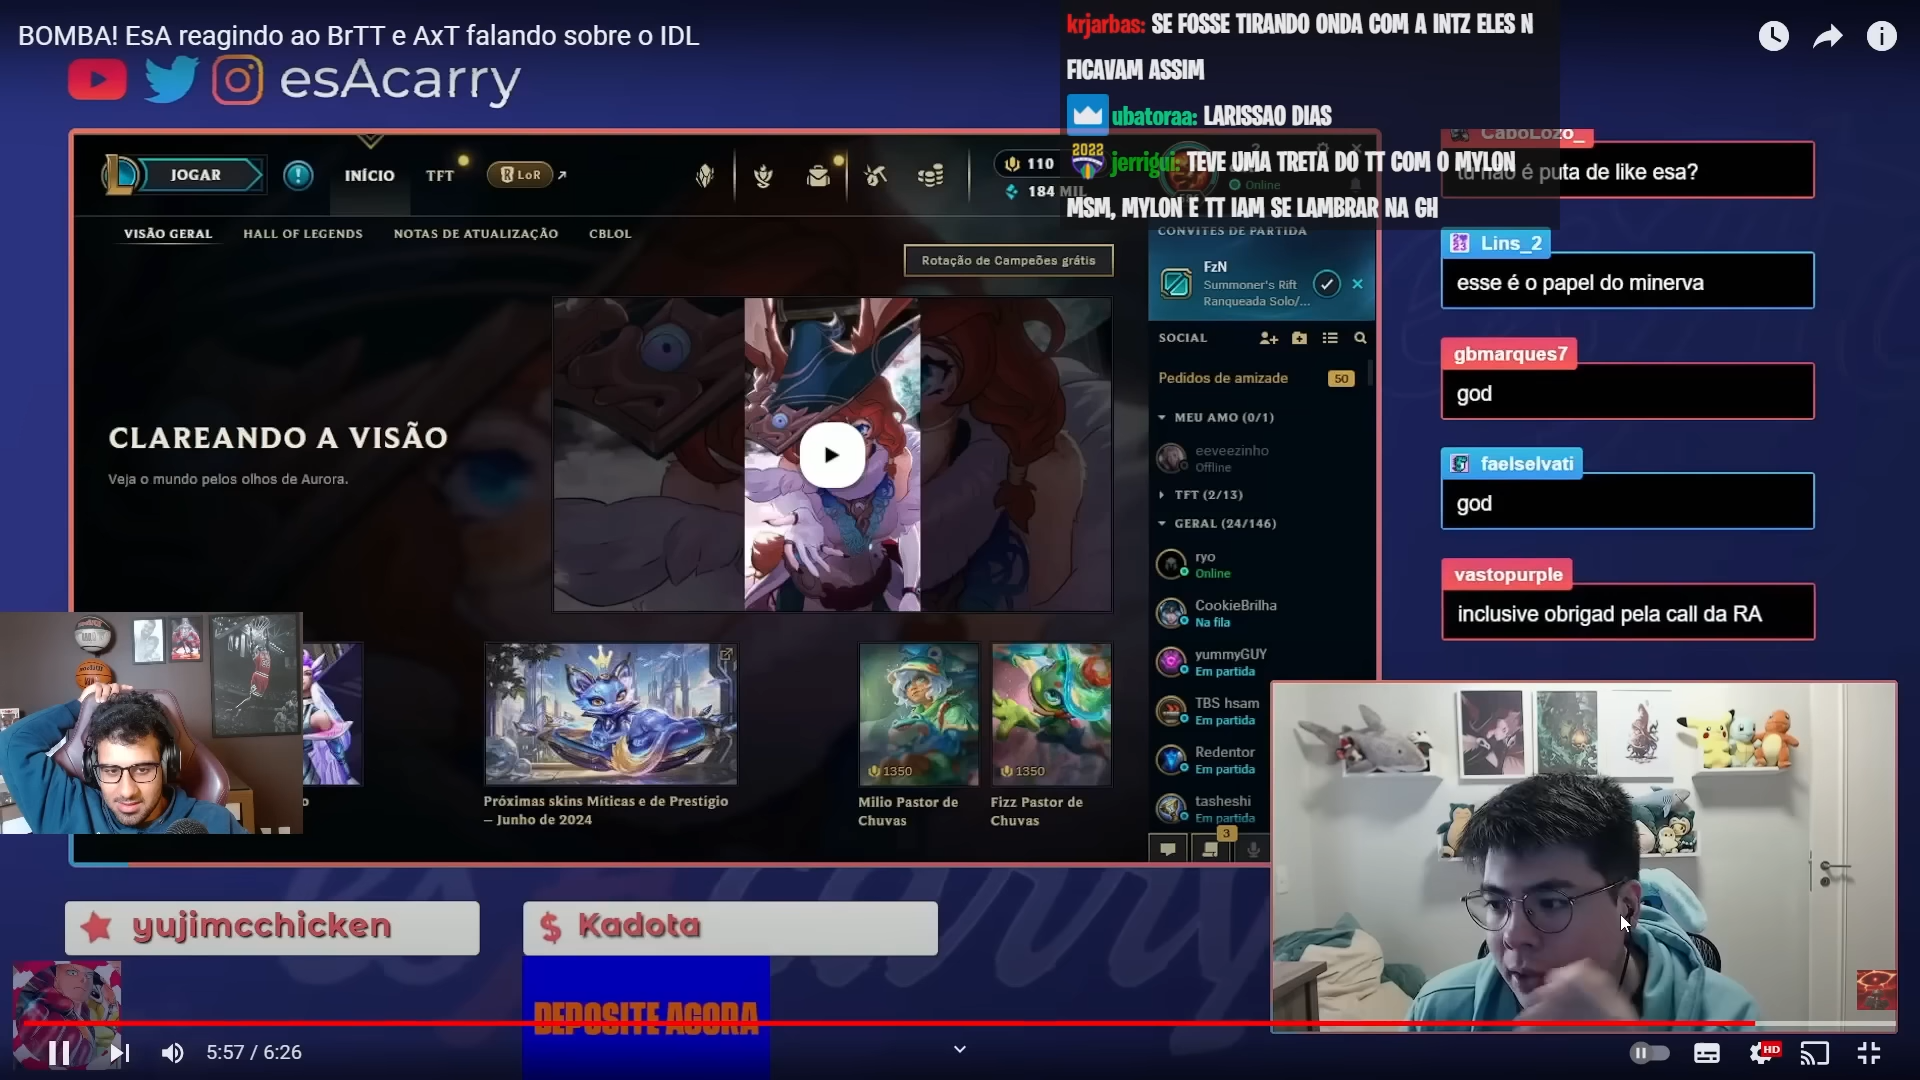 BOMBA! EsA reagindo ao BrTT e AxT falando sobre o IDL
esAcarry
krjarbas: SE FOSSE TIRANDO ONDA COM A INTZ ELES N
FICAVAM ASSIM
ubatoraa: LARISSAO DIAS
2022
jerrigui: TEVE UMA TRETA DO TT COM O MYLON
MSM, MYLON E TT IAM SE LAMBRAR NA GH
CaboLozo_
tu não é puta de like esa?
Lins_2
esse é o papel do minerva
gbmarques7
god
faelselvati
god
vastopurple
inclusive obrigad pela call da RA
JOGAR
INÍCIO
TFT
LoR
110
184 MIL
Online
VISÃO GERAL
HALL OF LEGENDS
NOTAS DE ATUALIZAÇÃO
CBLOL
Rotação de Campeões grátis
CLAREANDO A VISÃO
Veja o mundo pelos olhos de Aurora.
CONVITES DE PARTIDA
FzN
Summoner's Rift
Ranqueada Solo/...
SOCIAL
Pedidos de amizade
50
MEU AMO (0/1)
eeveezinho
Offline
TFT (2/13)
GERAL (24/146)
ryo
Online
CookieBrilha
Na fila
yummyGUY
Em partida
TBS hsam
Em partida
Redentor
Em partida
tasheshi
Em partida
3
Próximas skins Míticas e de Prestígio
– Junho de 2024
1350
Milio Pastor de
Chuvas
1350
Fizz Pastor de
Chuvas
yujimcchicken
$ Kadota
DEPOSITE AGORA
5:57 / 6:26
HD